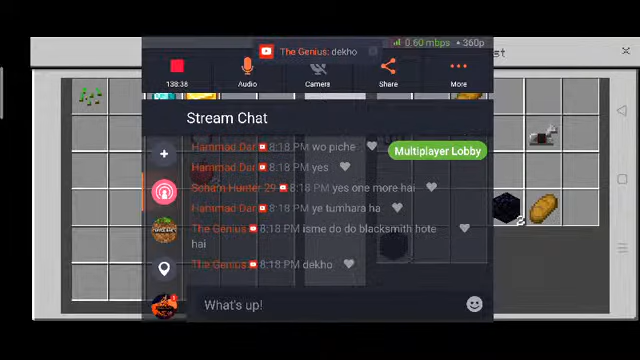 The Genius: dekho
0.60 mbps 360p
138:38
Audio
Camera
Share
More
Stream Chat
Multiplayer Lobby
Hammad Dar 8:18 PM wo piche
Hammad Dar 8:18 PM yes
Soham Hunter 29 8:18 PM yes one more hai
Hammad Dar 8:18 PM ye tumhara ha
The Genius 8:18 PM isme do do blacksmith hote
hai
The Genius 8:18 PM dekho
What's up!